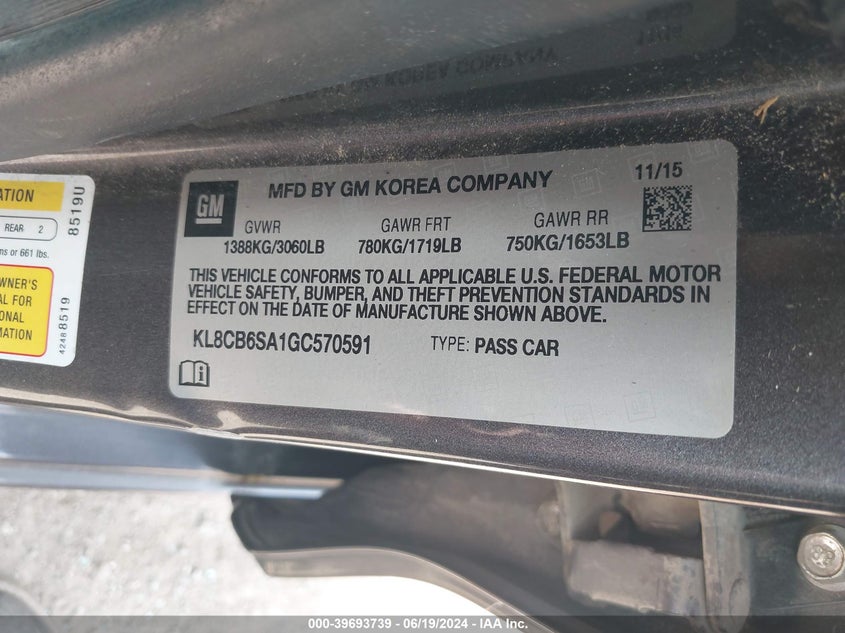 GM
MFD BY GM KOREA COMPANY
11/15
GVWR GAWR FRT GAWR RR
1388KG/3060LB 780KG/1719LB 750KG/1653LB
THIS VEHICLE CONFORMS TO ALL APPLICABLE U.S. FEDERAL MOTOR
VEHICLE SAFETY, BUMPER, AND THEFT PREVENTION STANDARDS IN
EFFECT ON THE DATE OF MANUFACTURE SHOWN ABOVE.
KL8CB6SA1GC570591 TYPE: PASS CAR
ATION
REAR 2
ms or 661 lbs.
WNER'S
AL FOR
ONAL
MATION
8519U
42488519
000-39693739 - 06/19/2024 - IAA Inc.